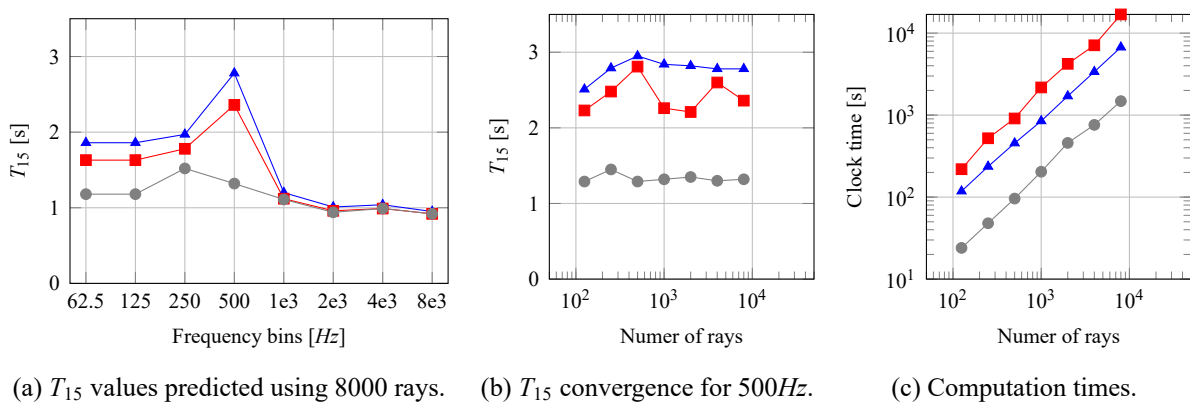 3
2
1
0
T15 [s]
62.5 125 250 500 1e3 2e3 4e3 8e3
Frequency bins [Hz]
(a) T15 values predicted using 8000 rays.
3
2
1
0
T15 [s]
10^2 10^3 10^4
Numer of rays
(b) T15 convergence for 500Hz.
10^4
10^3
10^2
10^1
Clock time [s]
10^2 10^3 10^4
Numer of rays
(c) Computation times.